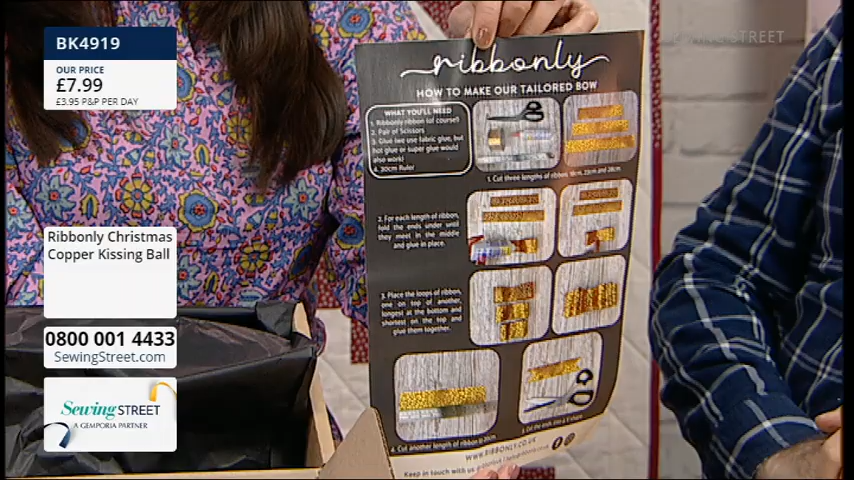 BK4919
OUR PRICE
£7.99
£3.95 P&P PER DAY
Ribbonly Christmas
Copper Kissing Ball
0800 001 4433
SewingStreet.com
Sewing STREET
A GEMPORIA PARTNER
ribbonly
HOW TO MAKE OUR TAILORED BOW
WHAT YOU'LL NEED
1. Ribbonly ribbon (of course!)
2. Pair of Scissors
3. Glue (we use fabric glue, but
hot glue or super glue would
also work)
4. 30cm Ruler
1. Cut three lengths of ribbon,
2. For each length of ribbon,
fold the ends under until
they meet in the middle
and glue in place.
3. Place the loops of ribbon,
one on top of another,
longest at the bottom and
shortest on the top and
glue them together.
4. Cut another length of ribbon
WWW.RIBBONLY.CO.UK
Keep in touch with us
STREET